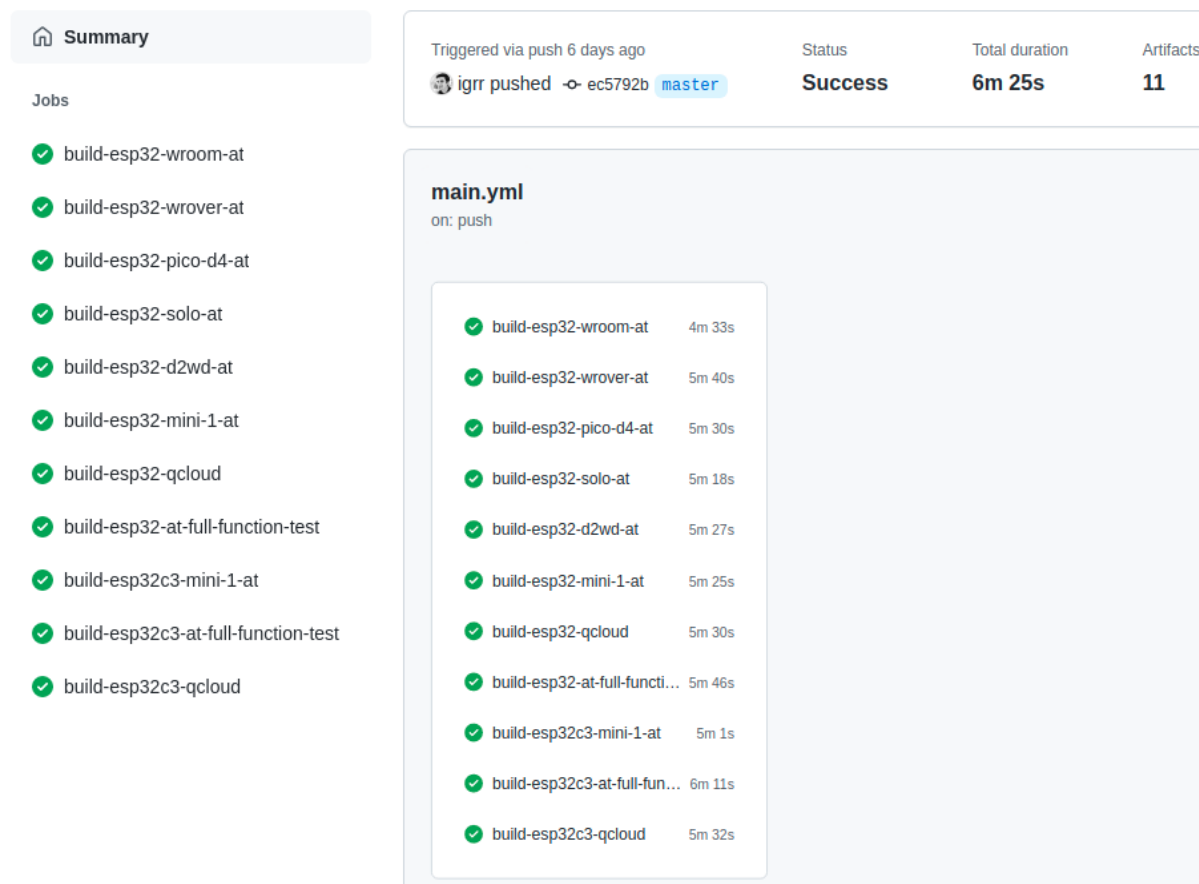 Summary
Jobs
build-esp32-wroom-at
build-esp32-wrover-at
build-esp32-pico-d4-at
build-esp32-solo-at
build-esp32-d2wd-at
build-esp32-mini-1-at
build-esp32-qcloud
build-esp32-at-full-function-test
build-esp32c3-mini-1-at
build-esp32c3-at-full-function-test
build-esp32c3-qcloud
Triggered via push 6 days ago
igrr pushed ec5792b master
Status
Success
Total duration
6m 25s
Artifacts
11
main.yml
on: push
build-esp32-wroom-at 4m 33s
build-esp32-wrover-at 5m 40s
build-esp32-pico-d4-at 5m 30s
build-esp32-solo-at 5m 18s
build-esp32-d2wd-at 5m 27s
build-esp32-mini-1-at 5m 25s
build-esp32-qcloud 5m 30s
build-esp32-at-full-functi... 5m 46s
build-esp32c3-mini-1-at 5m 1s
build-esp32c3-at-full-fun... 6m 11s
build-esp32c3-qcloud 5m 32s